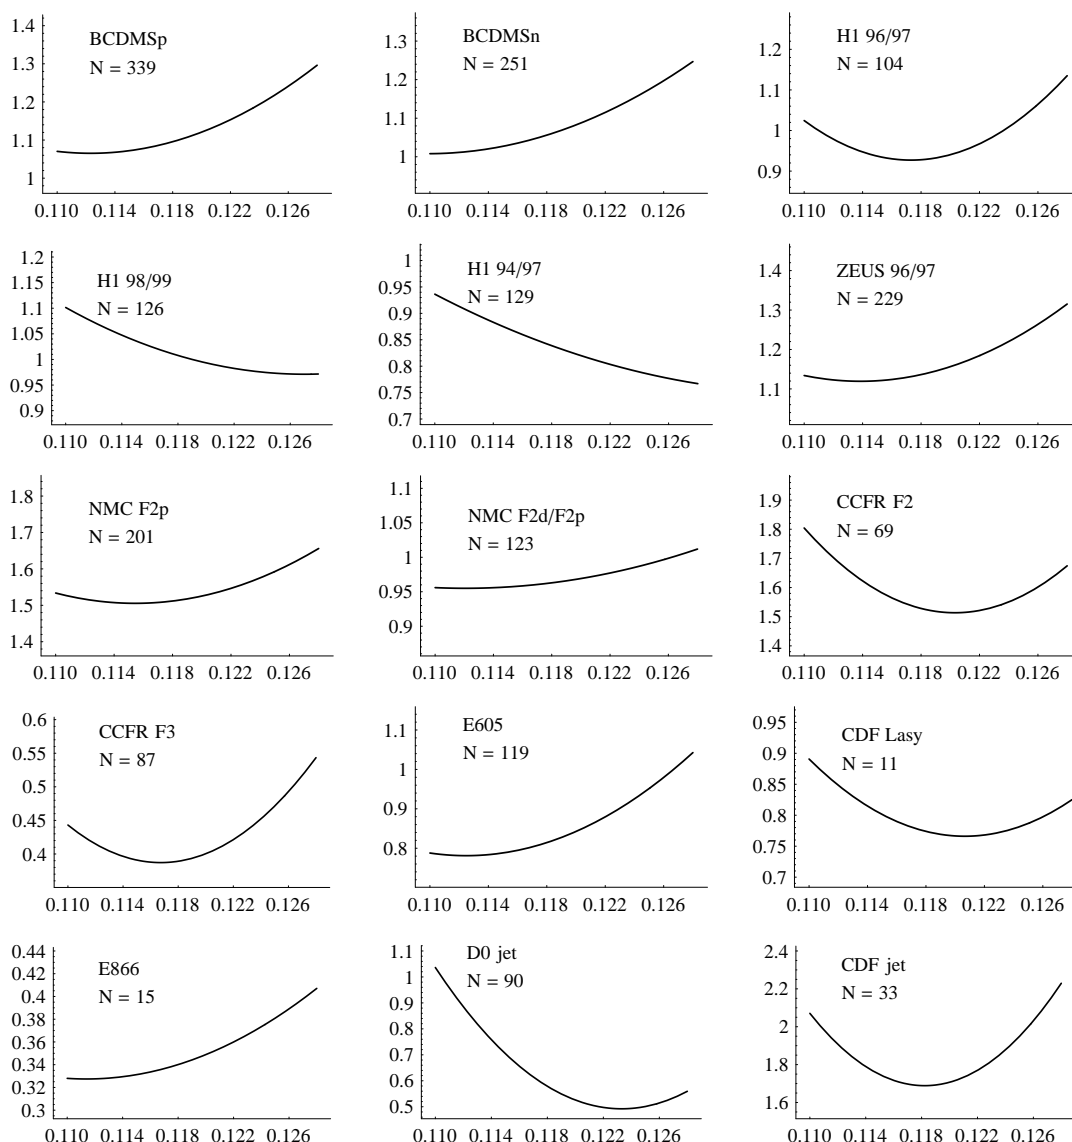 1.4
1.3
1.2
1.1
1
BCDMSp
N = 339
0.110 0.114 0.118 0.122 0.126
1.3
1.2
1.1
1
BCDMSn
N = 251
0.110 0.114 0.118 0.122 0.126
1.2
1.1
1
0.9
H1 96/97
N = 104
0.110 0.114 0.118 0.122 0.126
1.2
1.15
1.1
1.05
1
0.95
0.9
H1 98/99
N = 126
0.110 0.114 0.118 0.122 0.126
1
0.95
0.9
0.85
0.8
0.75
0.7
H1 94/97
N = 129
0.110 0.114 0.118 0.122 0.126
1.4
1.3
1.2
1.1
ZEUS 96/97
N = 229
0.110 0.114 0.118 0.122 0.126
1.8
1.7
1.6
1.5
1.4
NMC F2p
N = 201
0.110 0.114 0.118 0.122 0.126
1.1
1.05
1
0.95
0.9
NMC F2d/F2p
N = 123
0.110 0.114 0.118 0.122 0.126
1.9
1.8
1.7
1.6
1.5
1.4
CCFR F2
N = 69
0.110 0.114 0.118 0.122 0.126
0.6
0.55
0.5
0.45
0.4
CCFR F3
N = 87
0.110 0.114 0.118 0.122 0.126
1.1
1
0.9
0.8
E605
N = 119
0.110 0.114 0.118 0.122 0.126
0.95
0.9
0.85
0.8
0.75
0.7
CDF Lasy
N = 11
0.110 0.114 0.118 0.122 0.126
0.44
0.42
0.4
0.38
0.36
0.34
0.32
0.3
E866
N = 15
0.110 0.114 0.118 0.122 0.126
1.1
1
0.9
0.8
0.7
0.6
0.5
D0 jet
N = 90
0.110 0.114 0.118 0.122 0.126
2.4
2.2
2
1.8
1.6
CDF jet
N = 33
0.110 0.114 0.118 0.122 0.126